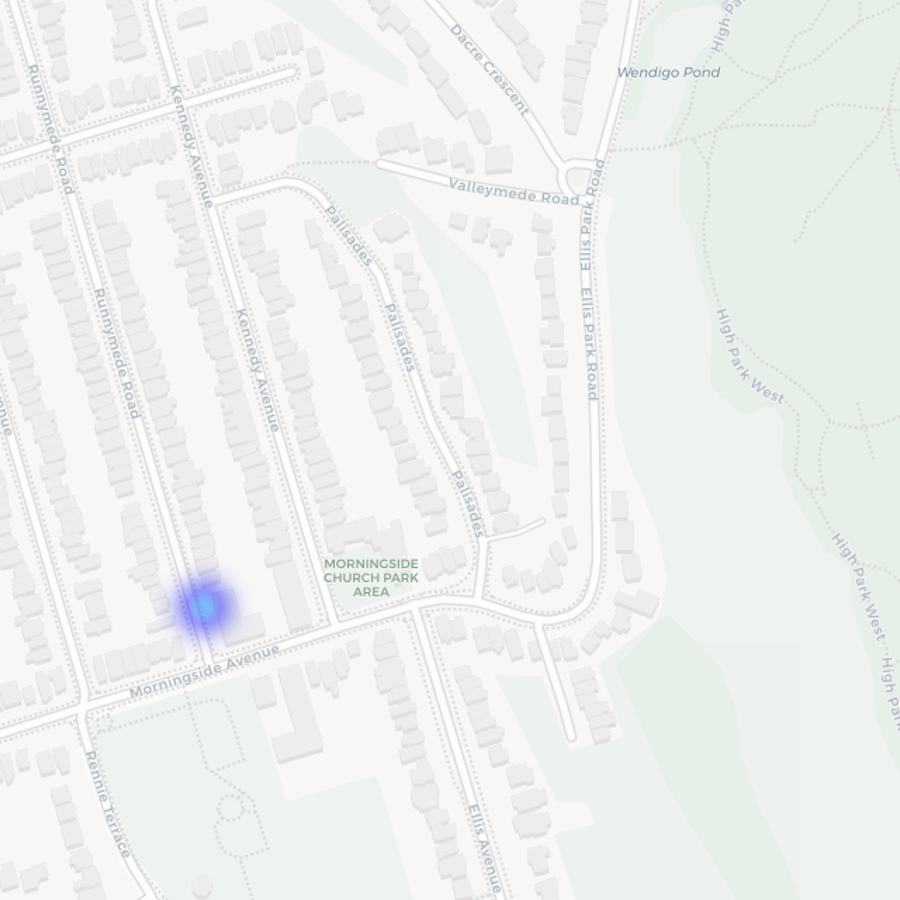 High Pa
Dacre Crescent
Wendigo Pond
Runnymede Road
Kennedy Avenue
Valleymede Road
Ellis Park Road
Palisades
Ellis Park Road
Runnymede Road
Kennedy Avenue
Palisades
High Park West
enue
Palisades
MORNINGSIDE
CHURCH PARK
AREA
High Park West
Morningside Avenue
High Park
Rennie Terrace
Ellis Avenue